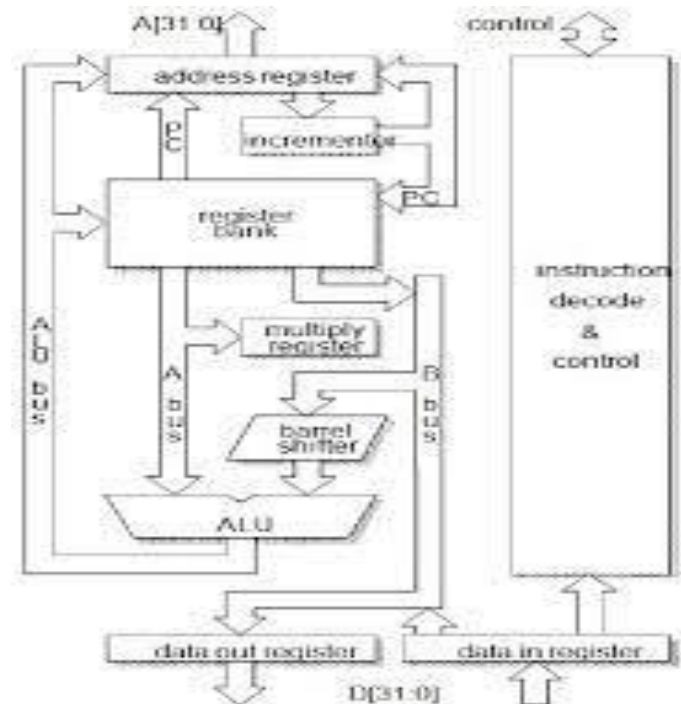 A[31:0]
control
address register
PC
incrementer
PC
register
bank
instruction
decode
&
control
multiply
register
ALU bus
A bus
B bus
barrel
shifter
ALU
data out register
data in register
D[31:0]